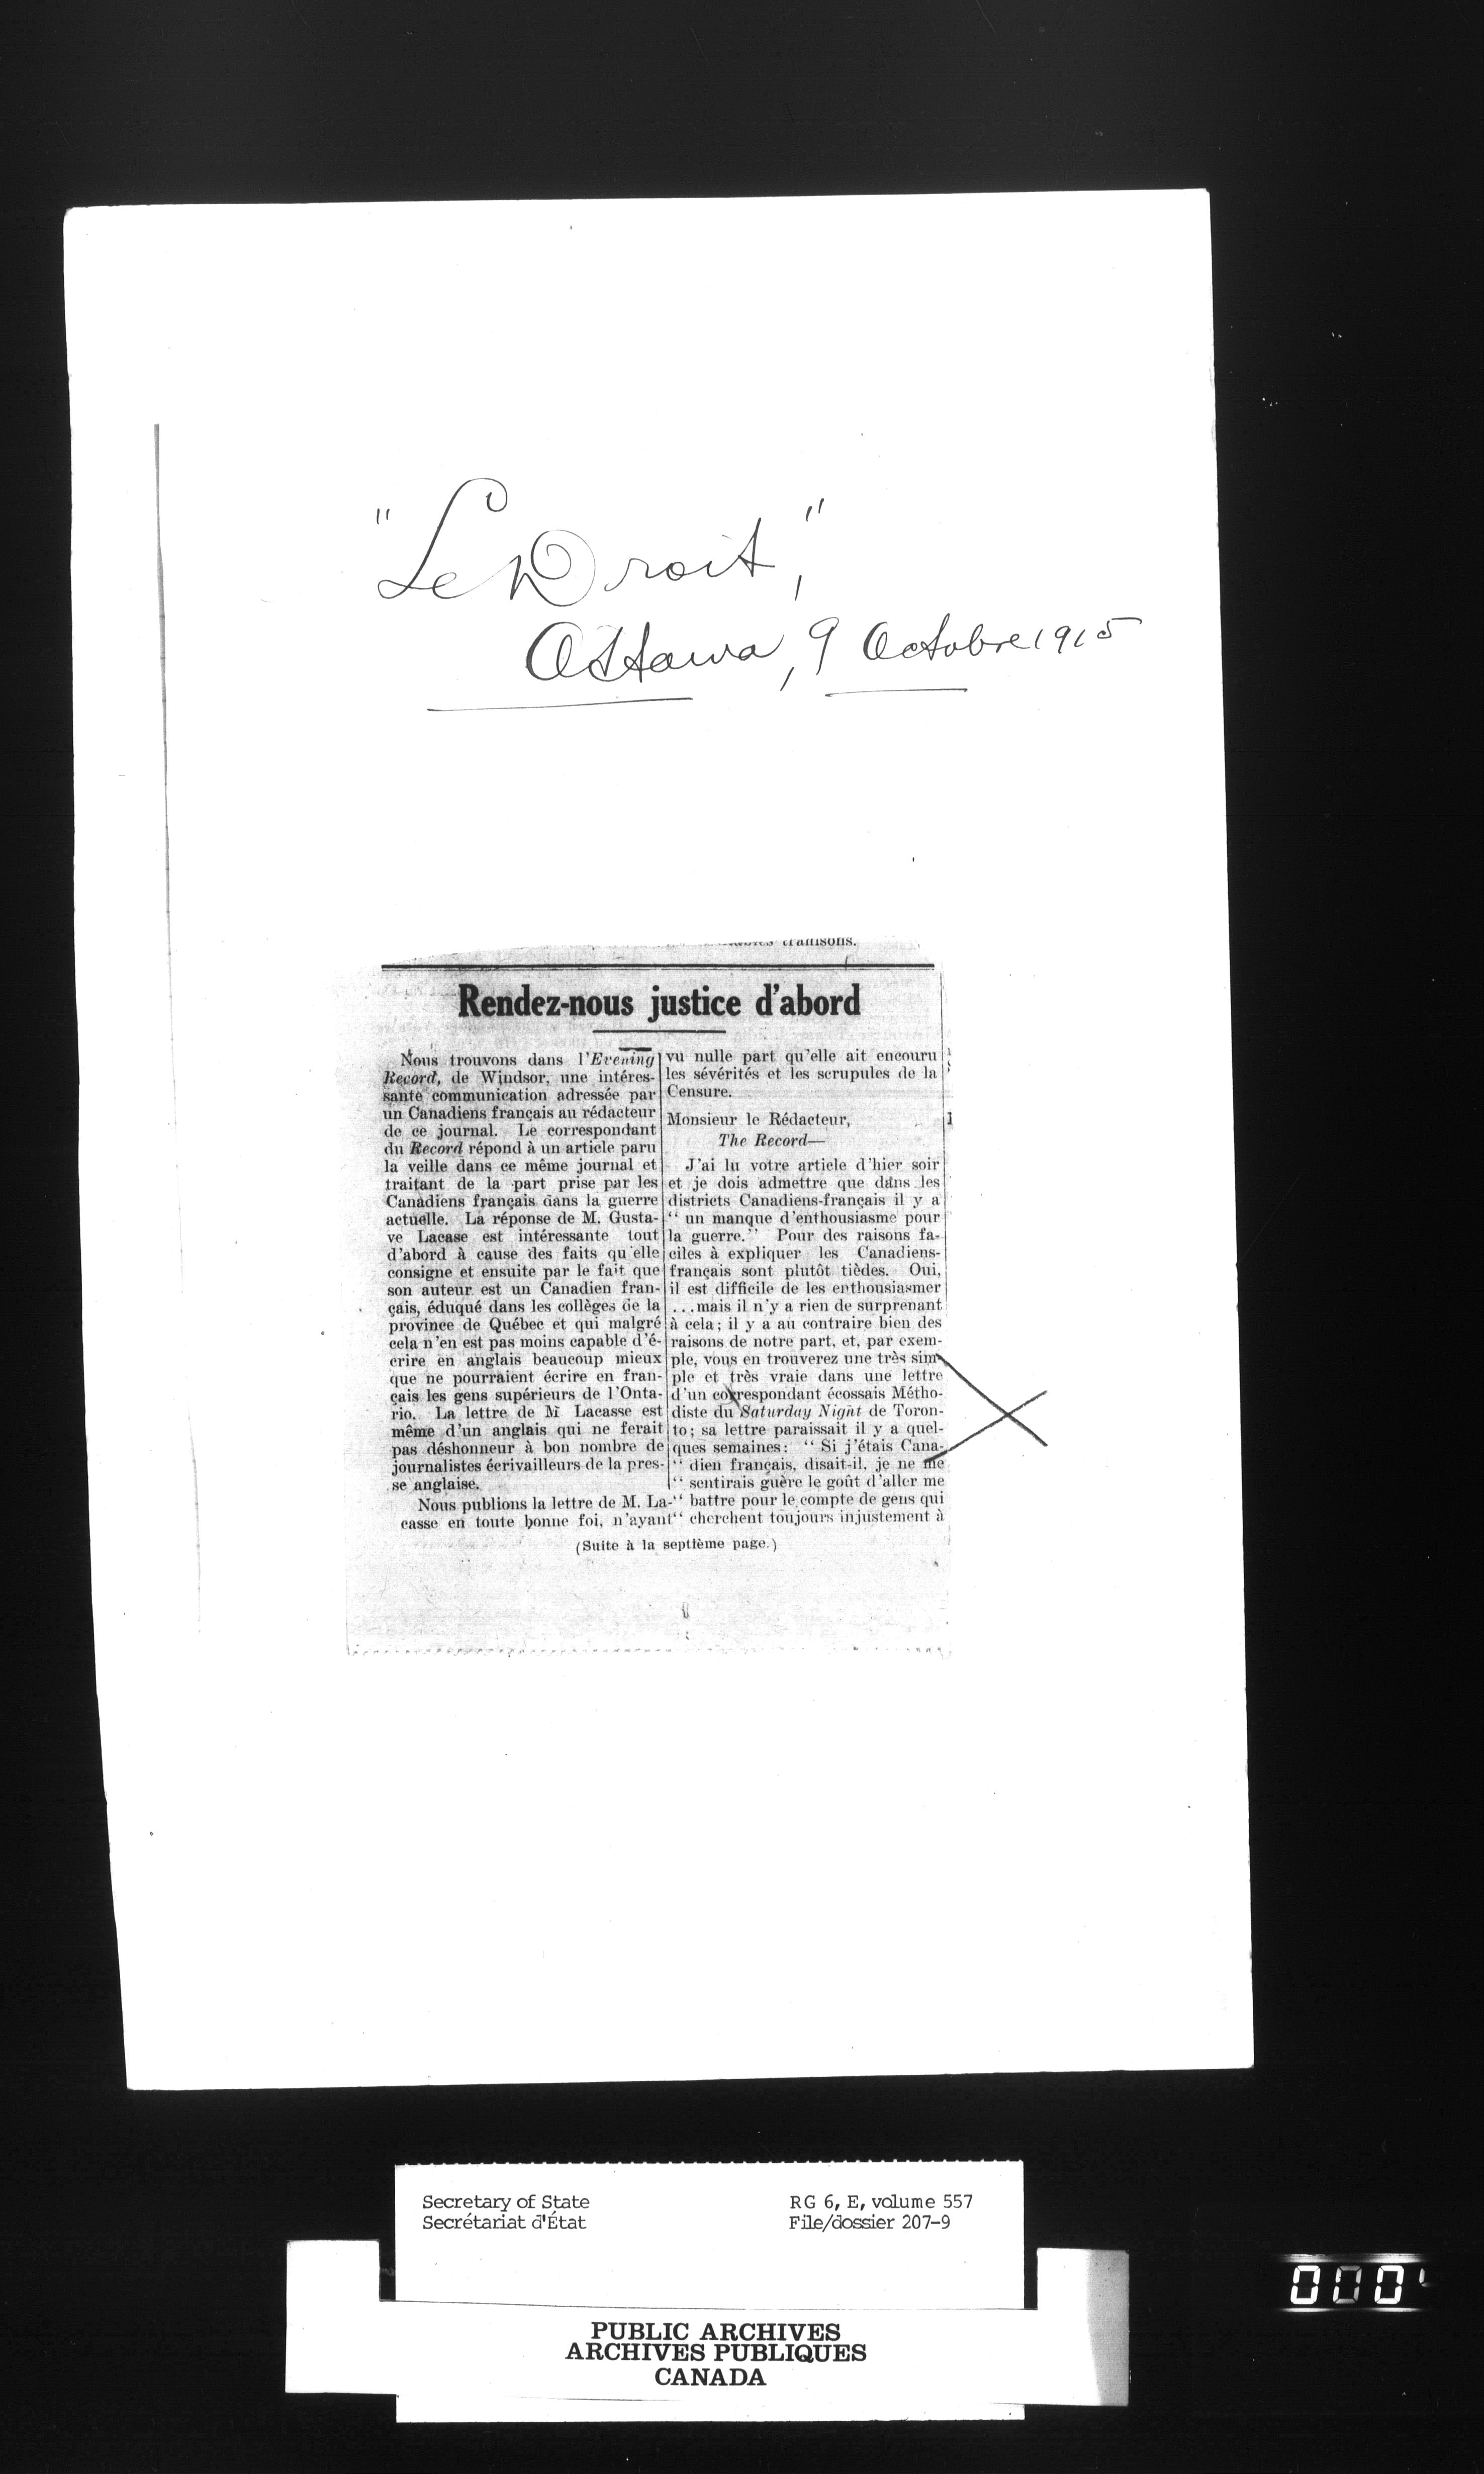 "Le Droit,"
Ottawa, 9 Octobre 1915
Rendez-nous justice d'abord
Nous trouvons dans l'Evening
Record, de Windsor, une intéres-
sante communication adressée par
un Canadiens français au rédacteur
de ce journal. Le correspondant
du Record répond à un article paru
la veille dans ce même journal et
traitant de la part prise par les
Canadiens français dans la guerre
actuelle. La réponse de M. Gusta-
ve Lacase est intéressante tout
d'abord à cause des faits qu'elle
consigne et ensuite par le fait que
son auteur est un Canadien fran-
çais, éduqué dans les collèges de la
province de Québec et qui malgré
cela n'en est pas moins capable d'é-
crire en anglais beaucoup mieux
que ne pourraient écrire en fran-
çais les gens supérieurs de l'Onta-
rio. La lettre de M Lacasse est
même d'un anglais qui ne ferait
pas déshonneur à bon nombre de
journalistes écrivailleurs de la pres-
se anglaise.
Nous publions la lettre de M. La-
casse en toute bonne foi, n'ayant
vu nulle part qu'elle ait encouru
les sévérités et les scrupules de la
Censure.
Monsieur le Rédacteur,
The Record—
J'ai lu votre article d'hier soir
et je dois admettre que dans les
districts Canadiens-français il y a
" un manque d'enthousiasme pour
la guerre." Pour des raisons fa-
ciles à expliquer les Canadiens-
français sont plutôt tièdes. Oui,
il est difficile de les enthousiasmer
...mais il n'y a rien de surprenant
à cela; il y a au contraire bien des
raisons de notre part, et, par exem-
ple, vous en trouverez une très sim-
ple et très vraie dans une lettre
d'un correspondant écossais Métho-
diste du Saturday Night de Toron-
to; sa lettre paraissait il y a quel-
ques semaines: " Si j'étais Cana-
" dien français, disait-il, je ne me
" sentirais guère le goût d'aller me
" battre pour le compte de gens qui
" cherchent toujours injustement à
(Suite à la septième page.)
Secretary of State
Secrétariat d'État
RG 6, E, volume 557
File/dossier 207-9
PUBLIC ARCHIVES
ARCHIVES PUBLIQUES
CANADA
000